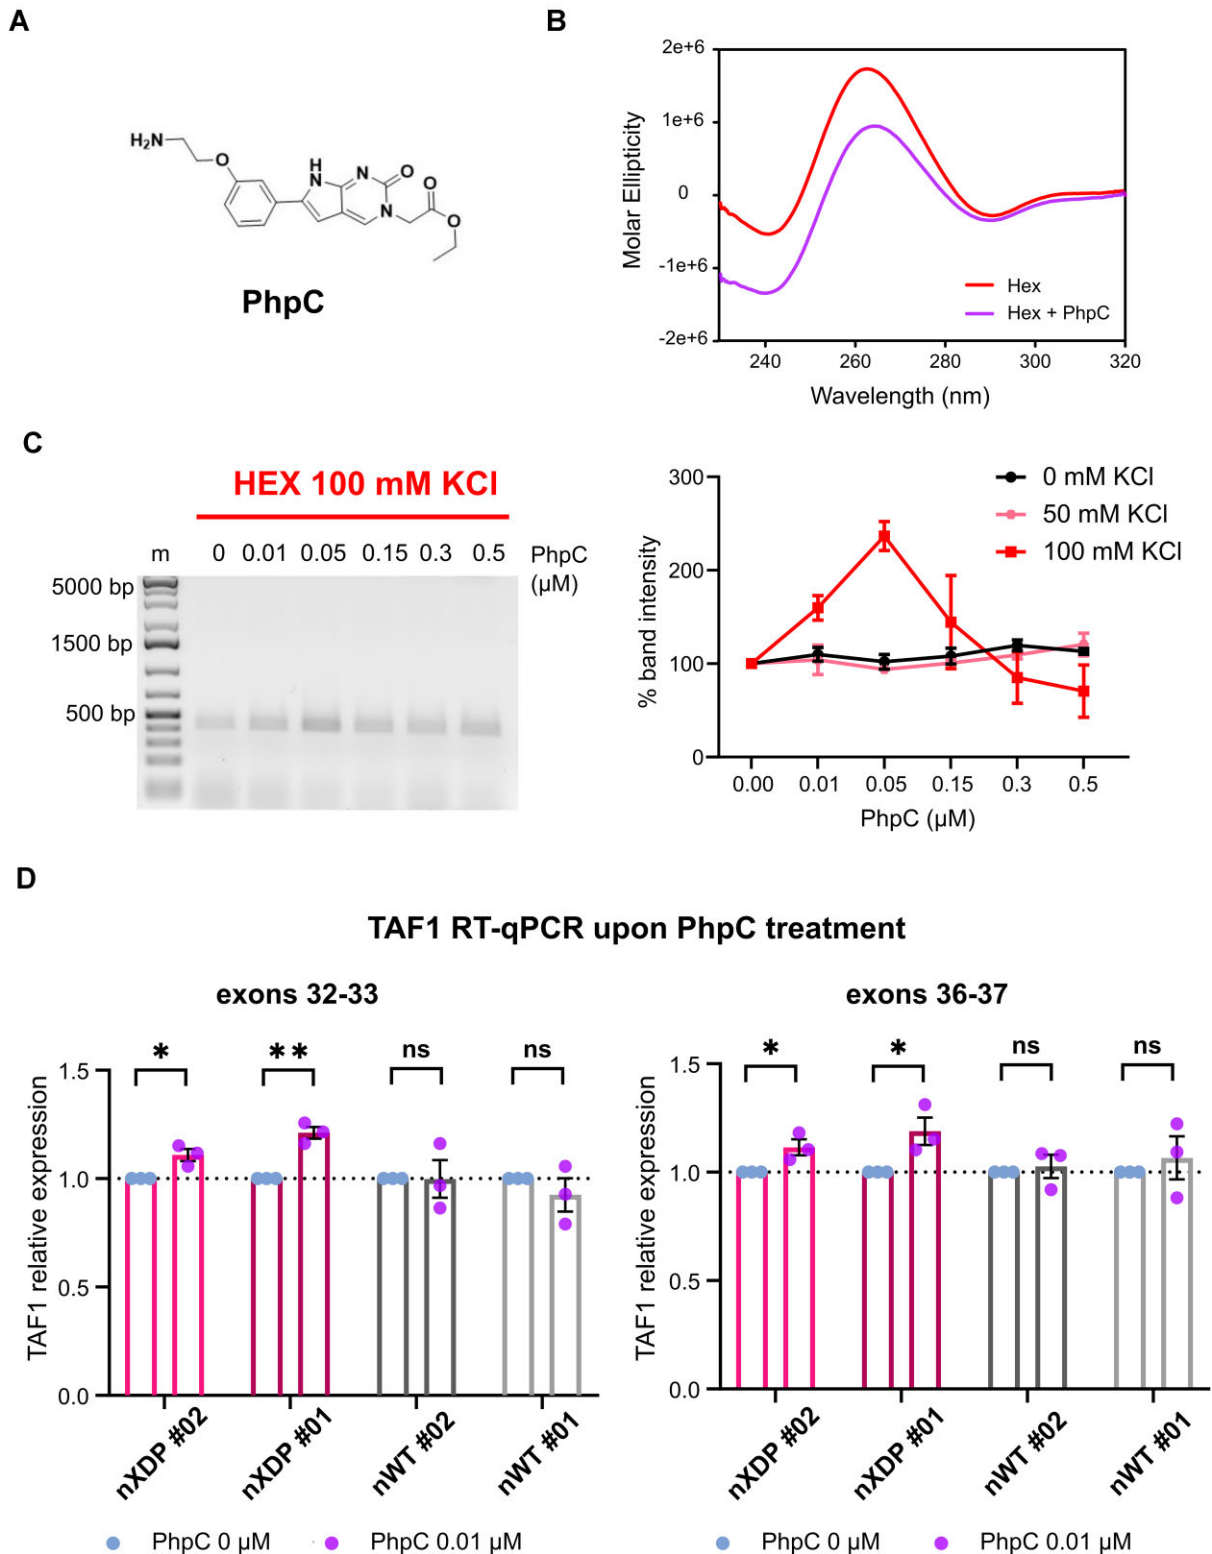 A
H₂N
O
H
N
N
O
N
O
O
PhpC
B
2e+6
1e+6
0
-1e+6
-2e+6
Molar Ellipticity
Hex
Hex + PhpC
240 260 280 300 320
Wavelength (nm)
C
HEX 100 mM KCl
m 0 0.01 0.05 0.15 0.3 0.5 PhpC
(µM)
5000 bp
1500 bp
500 bp
300
200
100
0
% band intensity
0 mM KCl
50 mM KCl
100 mM KCl
0.00 0.01 0.05 0.15 0.3 0.5
PhpC (µM)
D
TAF1 RT-qPCR upon PhpC treatment
exons 32-33
* ** ns ns
1.5
1.0
0.5
0.0
TAF1 relative expression
nXDP #02 nXDP #01 nWT #02 nWT #01
PhpC 0 µM PhpC 0.01 µM
exons 36-37
* * ns ns
1.5
1.0
0.5
0.0
TAF1 relative expression
nXDP #02 nXDP #01 nWT #02 nWT #01
PhpC 0 µM PhpC 0.01 µM